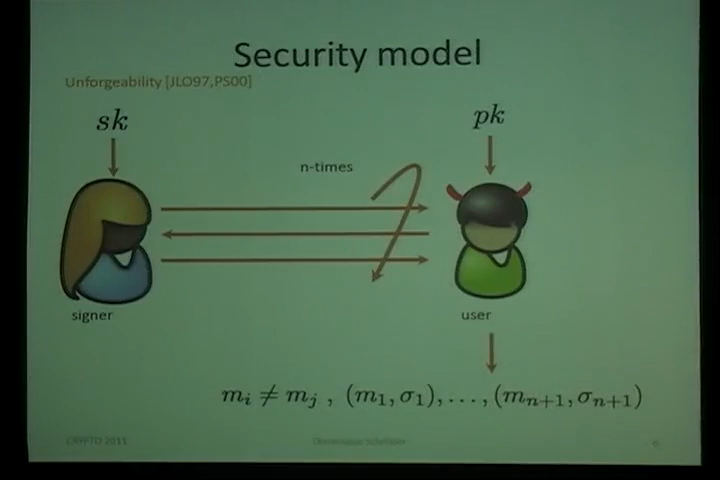 Security model
Unforgeability [JLO97,PS00]
sk
pk
n-times
signer
user
m_i ≠ m_j , (m_1, σ_1), . . . , (m_{n+1}, σ_{n+1})
CRYPTO 2011
6